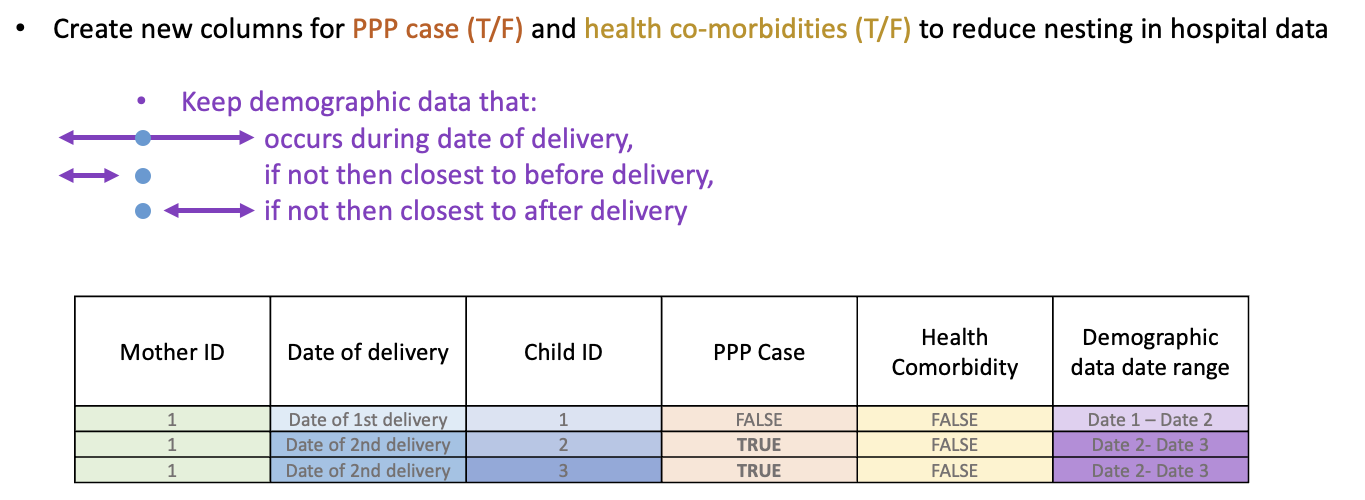 • Create new columns for PPP case (T/F) and health co-morbidities (T/F) to reduce nesting in hospital data
• Keep demographic data that:
occurs during date of delivery,
if not then closest to before delivery,
if not then closest to after delivery
Mother ID Date of delivery Child ID PPP Case Health Comorbidity Demographic data date range
1 Date of 1st delivery 1 FALSE FALSE Date 1 – Date 2
1 Date of 2nd delivery 2 TRUE FALSE Date 2- Date 3
1 Date of 2nd delivery 3 TRUE FALSE Date 2- Date 3